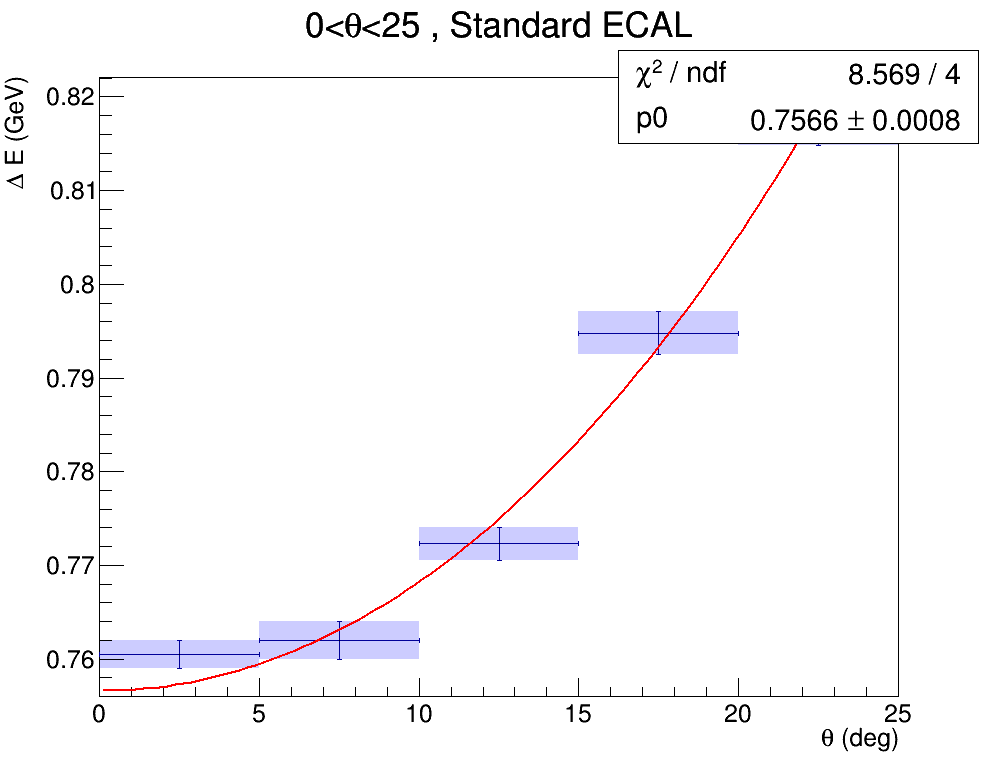 0<θ<25 , Standard ECAL
χ² / ndf 8.569 / 4
p0 0.7566 ± 0.0008
Δ E (GeV)
0.82
0.81
0.8
0.79
0.78
0.77
0.76
0 5 10 15 20 25
θ (deg)